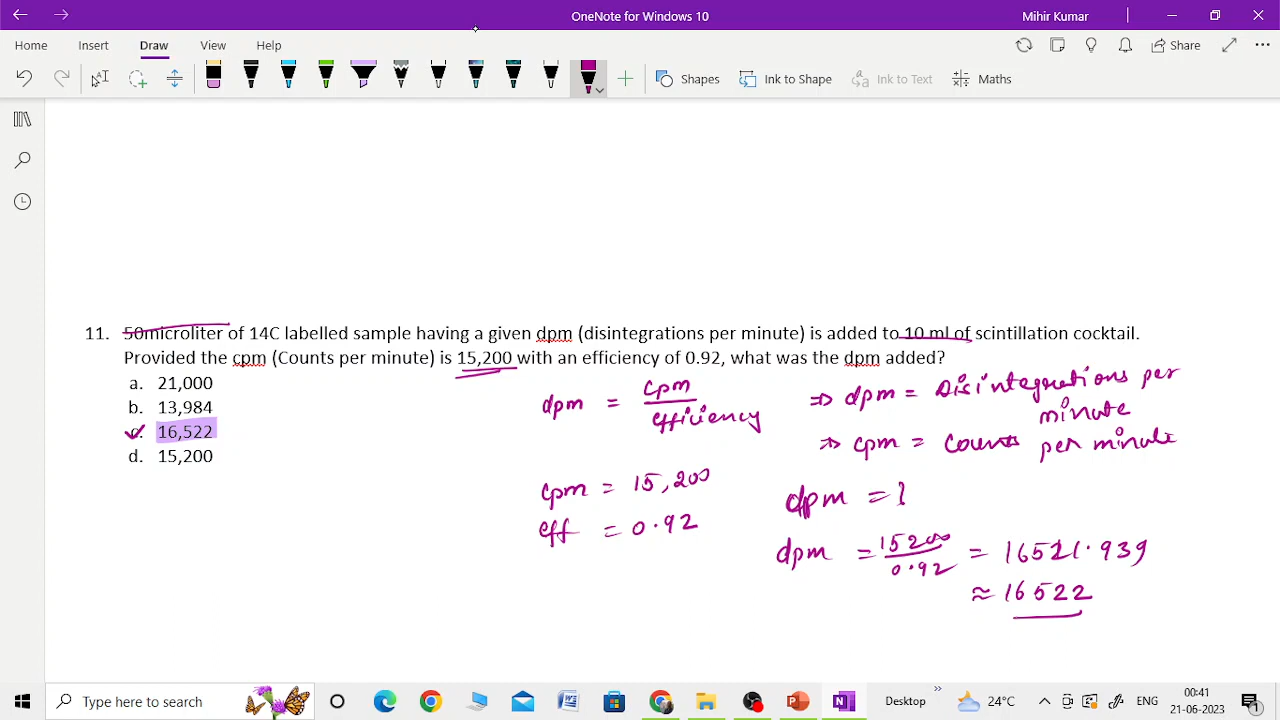 OneNote for Windows 10
Mihir Kumar
Home Insert Draw View Help
Share
Shapes Ink to Shape Ink to Text Maths
11. 50microliter of 14C labelled sample having a given dpm (disintegrations per minute) is added to 10 ml of scintillation cocktail.
Provided the cpm (Counts per minute) is 15,200 with an efficiency of 0.92, what was the dpm added?
a. 21,000
b. 13,984
c. 16,522
d. 15,200
dpm = cpm / efficiency
⇒ dpm = Disintegrations per
minute
⇒ cpm = Counts per minute
cpm = 15,200
eff = 0.92
dpm = ?
dpm = 15200 / 0.92 = 16521.939
≈ 16522
Type here to search
Desktop
24°C
ENG
00:41
21-06-2023
1